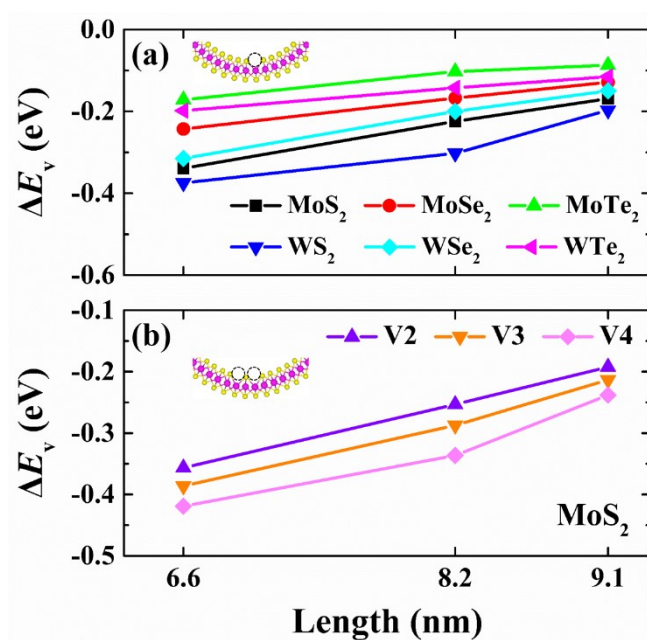 (a)
0.0
-0.2
-0.4
-0.6
ΔEv (eV)
MoS2 MoSe2 MoTe2
WS2 WSe2 WTe2
(b)
V2 V3 V4
-0.1
-0.2
-0.3
-0.4
-0.5
ΔEv (eV)
MoS2
6.6 8.2 9.1
Length (nm)